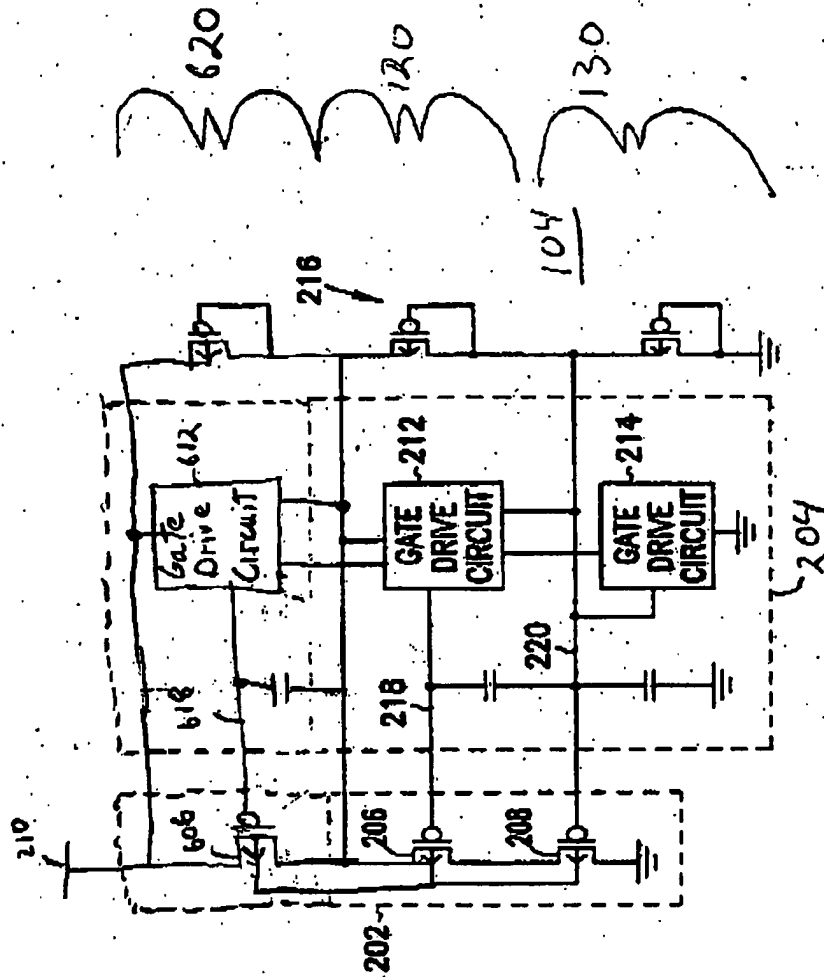 210
620
120
130
104
216
612
Gate
Drive
Circuit
212
GATE
DRIVE
CIRCUIT
214
GATE
DRIVE
CIRCUIT
204
618
218
220
606
206
208
202